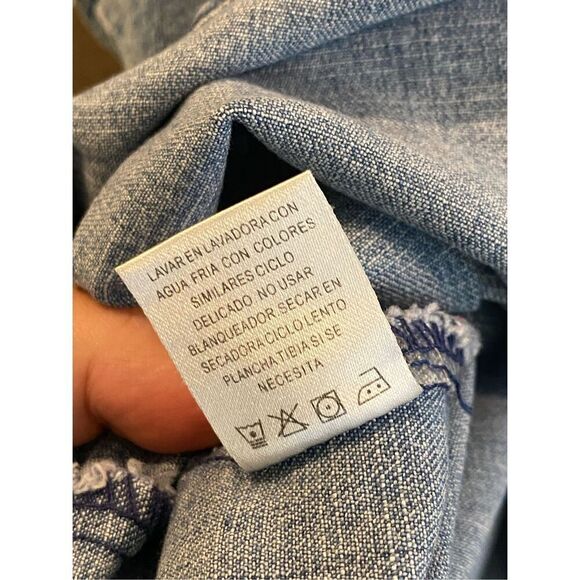 LAVAR EN LAVADORA CON
AGUA FRIA CON COLORES
SIMILARES CICLO
DELICADO NO USAR
BLANQUEADOR SECAR EN
SECADORA CICLO LENTO
PLANCHA TIBIA SI SE
NECESITA